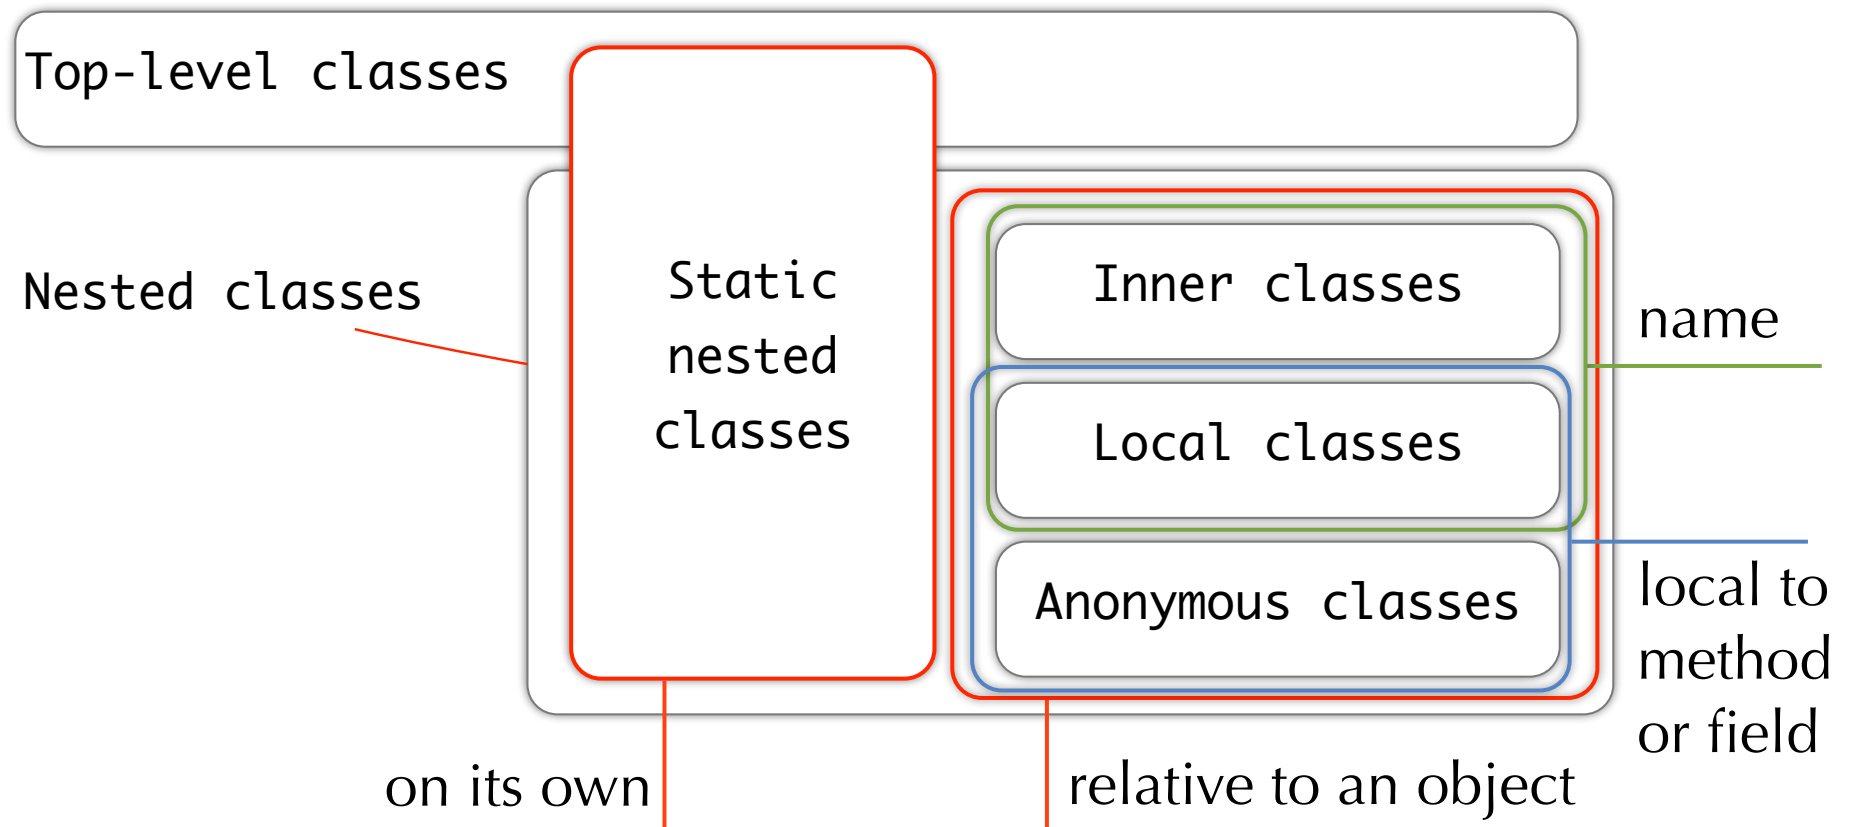 Top-level classes
Nested classes
Static
nested
classes
Inner classes
Local classes
Anonymous classes
name
local to
method
or field
on its own
relative to an object